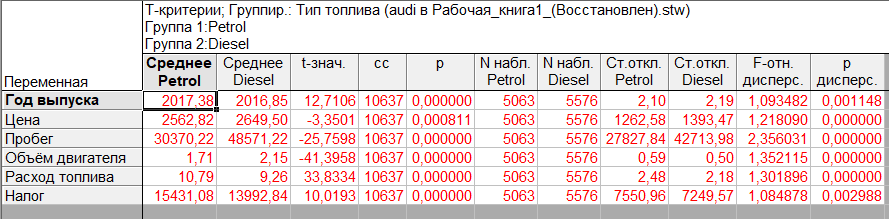 Т-критерии; Группир.: Тип топлива (audi в Рабочая_книга1_(Восстановлен).stw)
Группа 1:Petrol
Группа 2:Diesel
Переменная Среднее Petrol Среднее Diesel t-знач. сс p N набл. Petrol N набл. Diesel Ст.откл. Petrol Ст.откл. Diesel F-отн. дисперс. p дисперс.
Год выпуска 2017,38 2016,85 12,7106 10637 0,000000 5063 5576 2,10 2,19 1,093482 0,001148
Цена 2562,82 2649,50 -3,3501 10637 0,000811 5063 5576 1262,58 1393,47 1,218090 0,000000
Пробег 30370,22 48571,22 -25,7598 10637 0,000000 5063 5576 27827,84 42713,98 2,356031 0,000000
Объём двигателя 1,71 2,15 -41,3958 10637 0,000000 5063 5576 0,59 0,50 1,352115 0,000000
Расход топлива 10,79 9,26 33,8334 10637 0,000000 5063 5576 2,48 2,18 1,301896 0,000000
Налог 15431,08 13992,84 10,0193 10637 0,000000 5063 5576 7550,96 7249,57 1,084878 0,002988